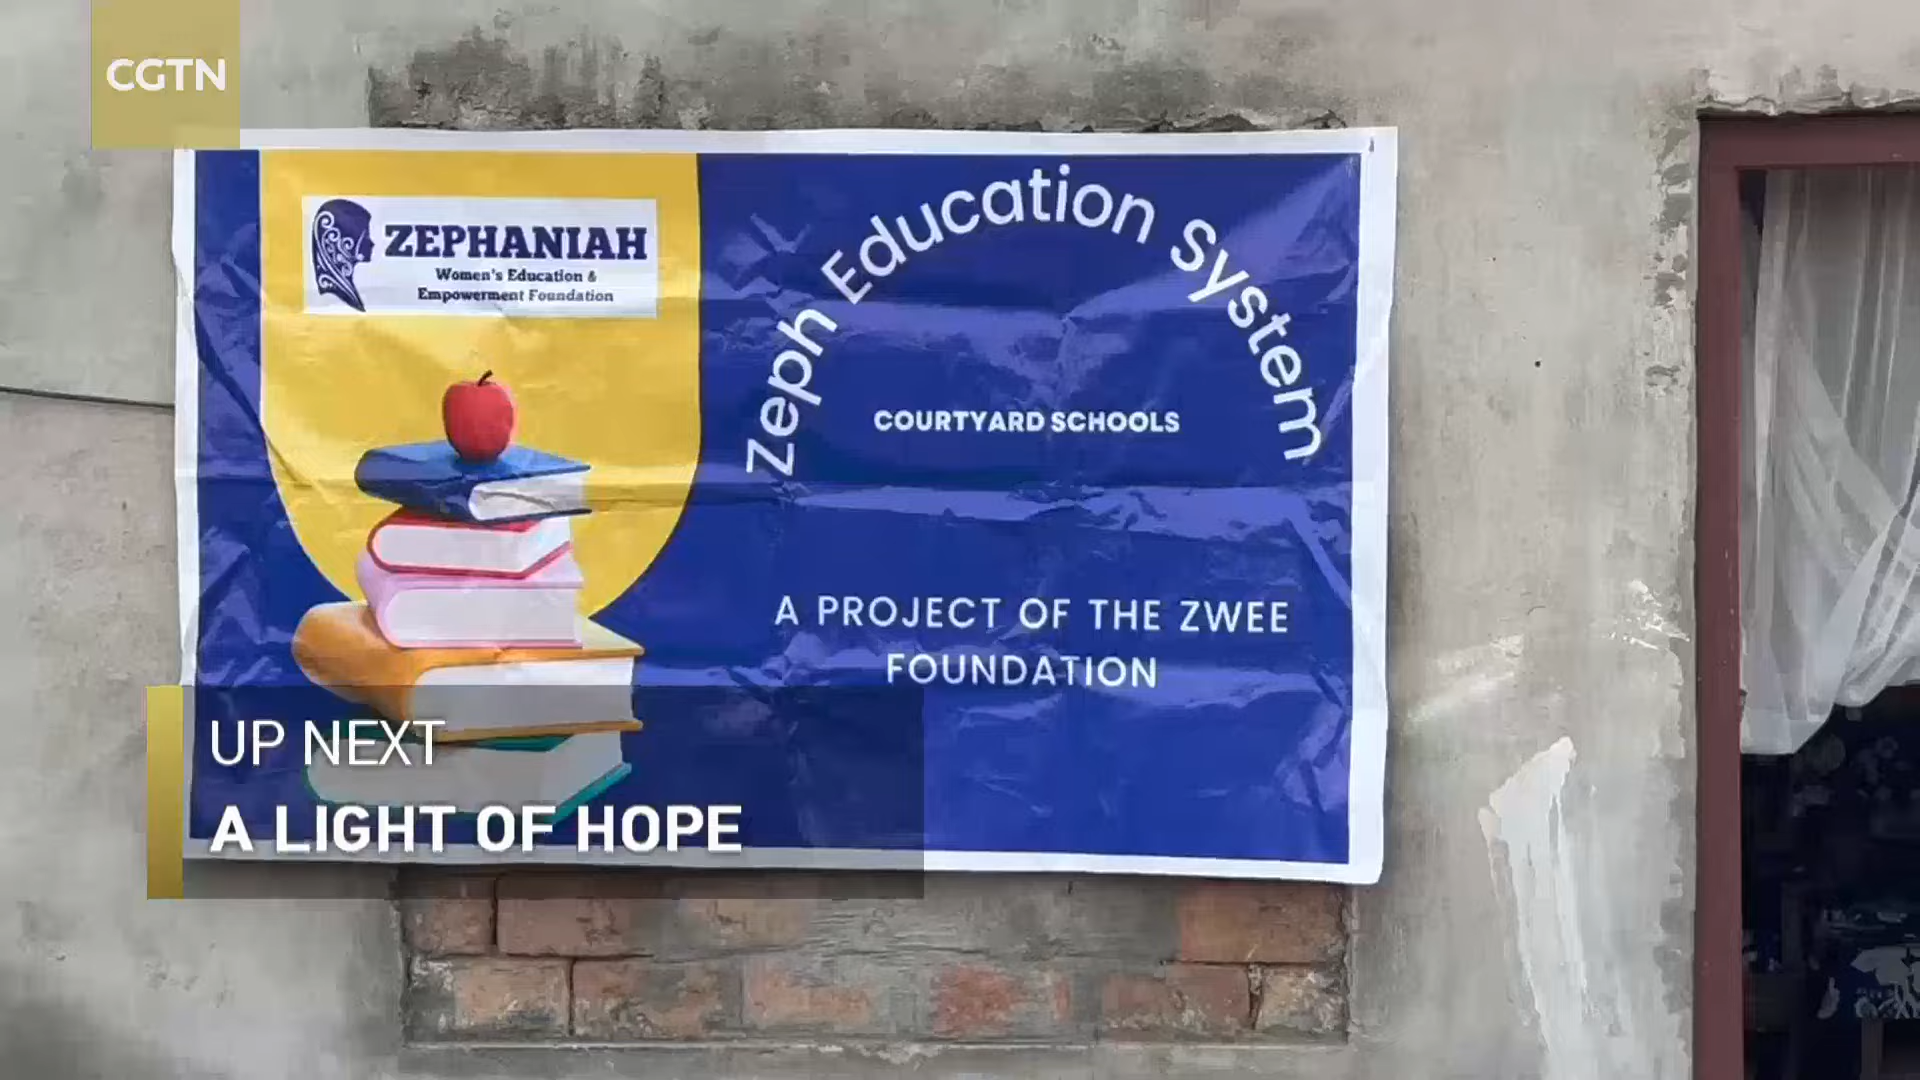 CGTN
ZEPHANIAH
Women's Education &
Empowerment Foundation
Zeph Education System
COURTYARD SCHOOLS
A PROJECT OF THE ZWEE
FOUNDATION
UP NEXT
A LIGHT OF HOPE